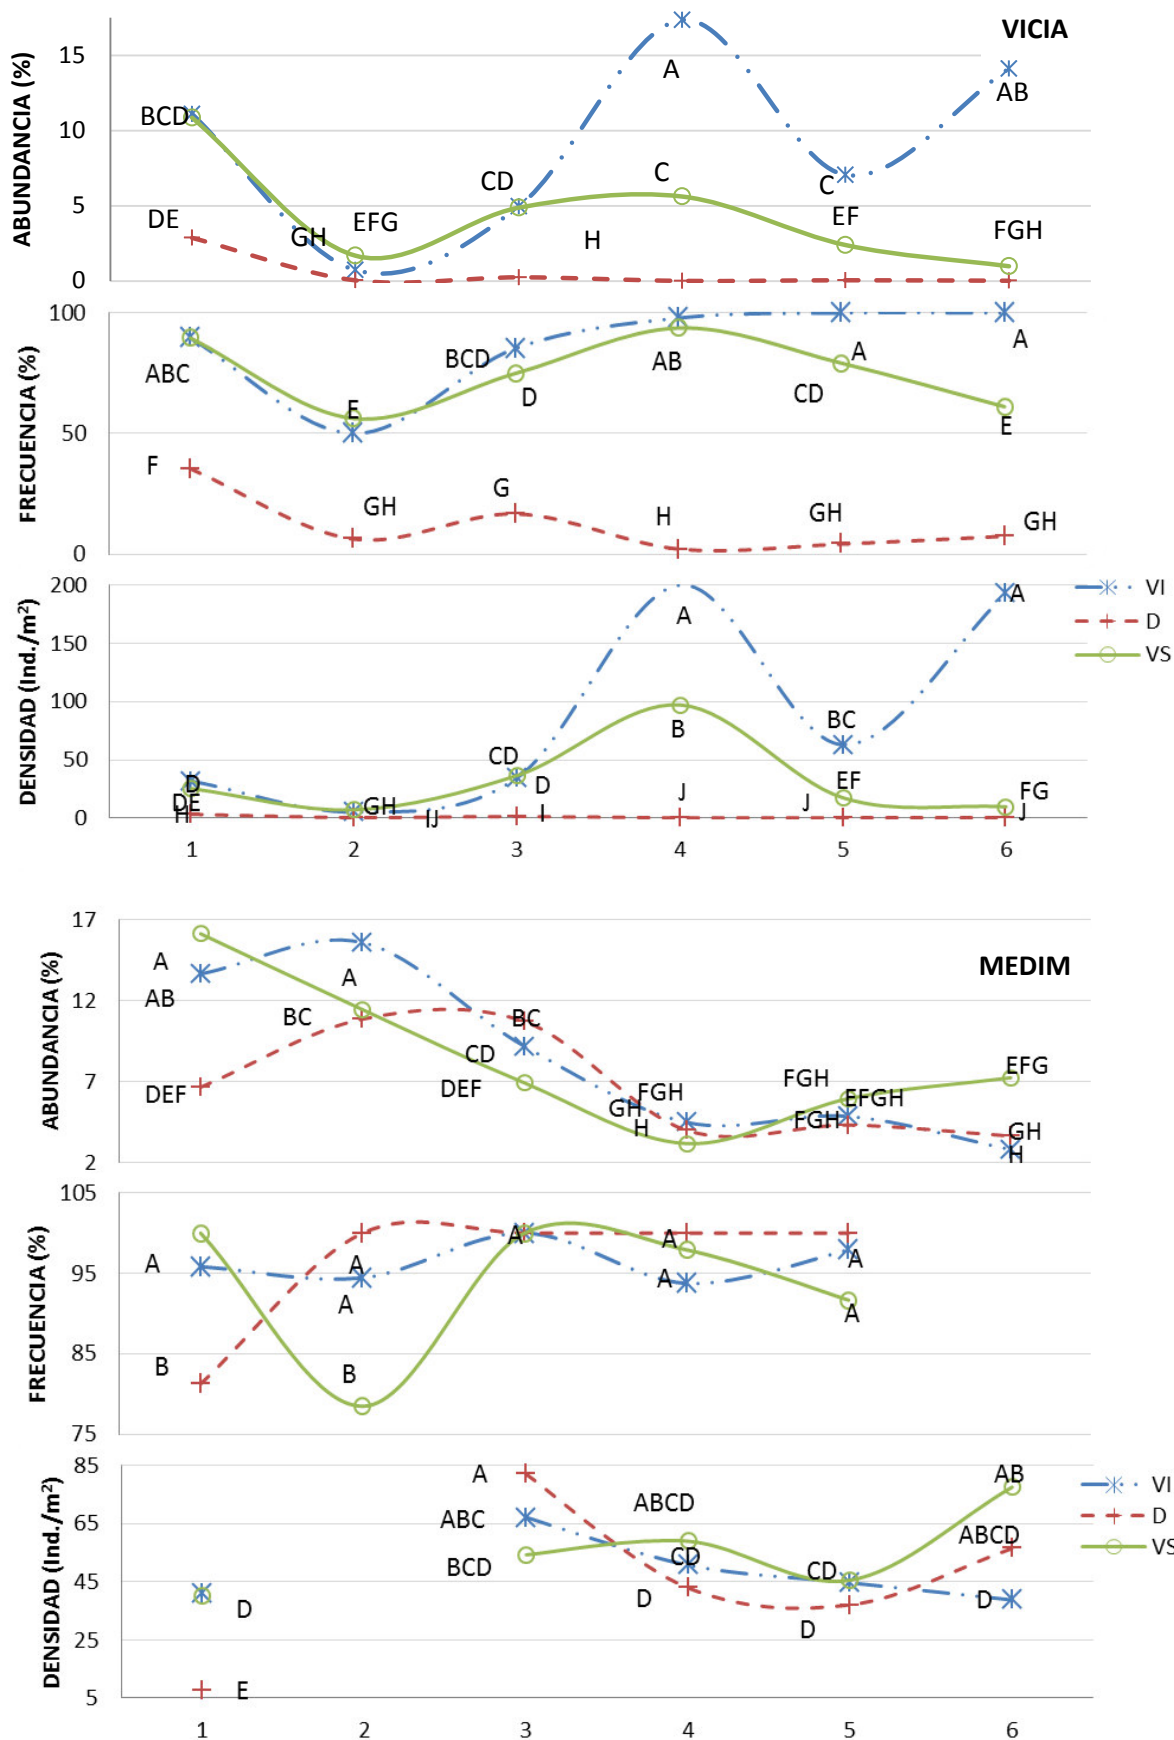 VICIA
ABUNDANCIA (%)
15
10
5
0
BCD
DE
GH
EFG
CD
H
A
C
C
EF
AB
FGH
FRECUENCIA (%)
100
50
0
ABC
F
E
GH
BCD
D
G
AB
H
A
CD
GH
A
E
GH
DENSIDAD (Ind./m²)
200
150
100
50
0
D
DE
H
GH
IJ
CD
D
I
A
B
J
BC
EF
J
A
FG
J
VI
D
VS
1 2 3 4 5 6
MEDIM
ABUNDANCIA (%)
17
12
7
2
A
AB
DEF
A
BC
BC
CD
DEF
FGH
GH
H
FGH
EFGH
FGH
EFG
GH
H
FRECUENCIA (%)
105
95
85
75
A
B
A
A
B
A
A
A
A
A
DENSIDAD (Ind./m²)
85
65
45
25
5
D
E
A
ABC
BCD
ABCD
CD
D
CD
D
AB
ABCD
D
VI
D
VS
1 2 3 4 5 6